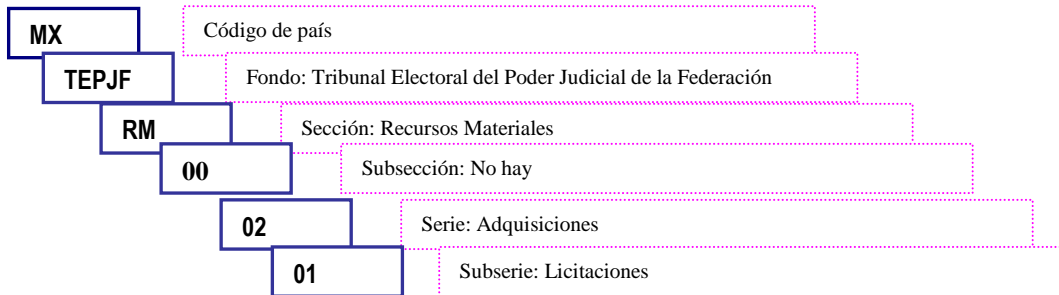 MX Código de país
TEPJF Fondo: Tribunal Electoral del Poder Judicial de la Federación
RM Sección: Recursos Materiales
00 Subsección: No hay
02 Serie: Adquisiciones
01 Subserie: Licitaciones